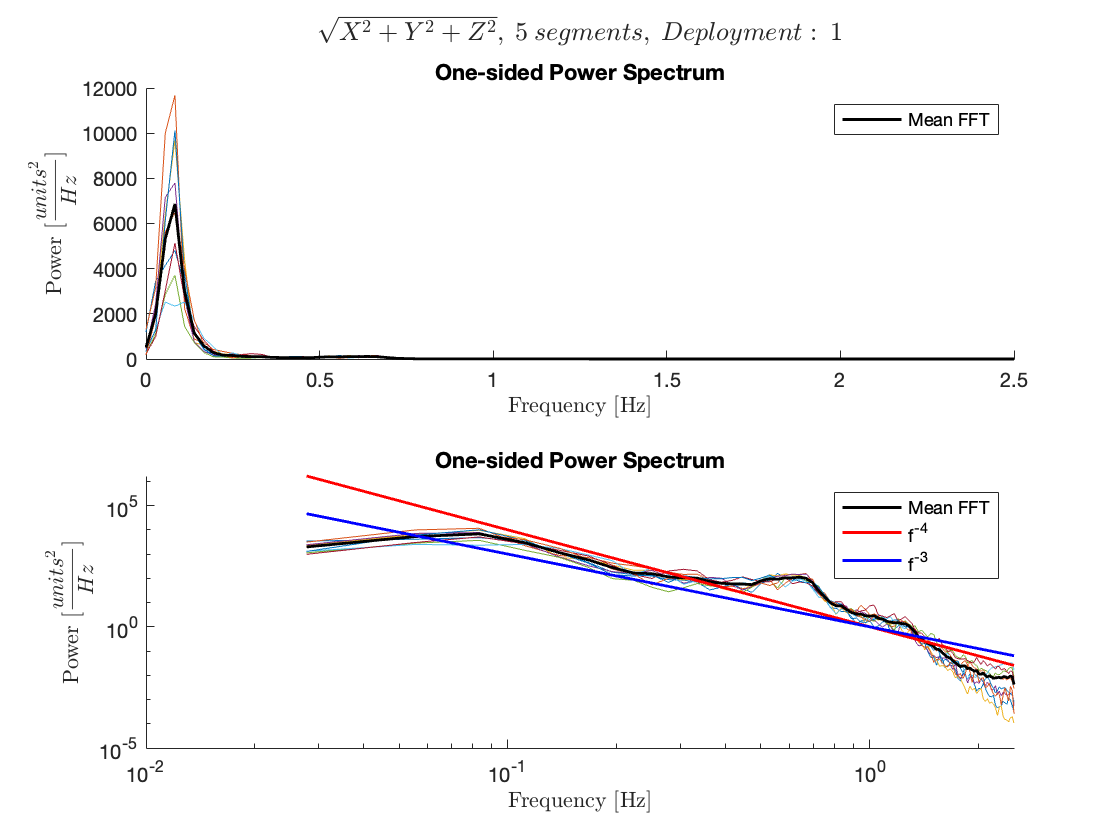 √X² + Y² + Z², 5 segments, Deployment : 1
One-sided Power Spectrum
Power [units²/Hz]
12000
10000
8000
6000
4000
2000
0
Mean FFT
0 0.5 1 1.5 2 2.5
Frequency [Hz]
One-sided Power Spectrum
Power [units²/Hz]
10⁵
10⁰
10⁻⁵
Mean FFT
f⁻⁴
f⁻³
10⁻² 10⁻¹ 10⁰
Frequency [Hz]